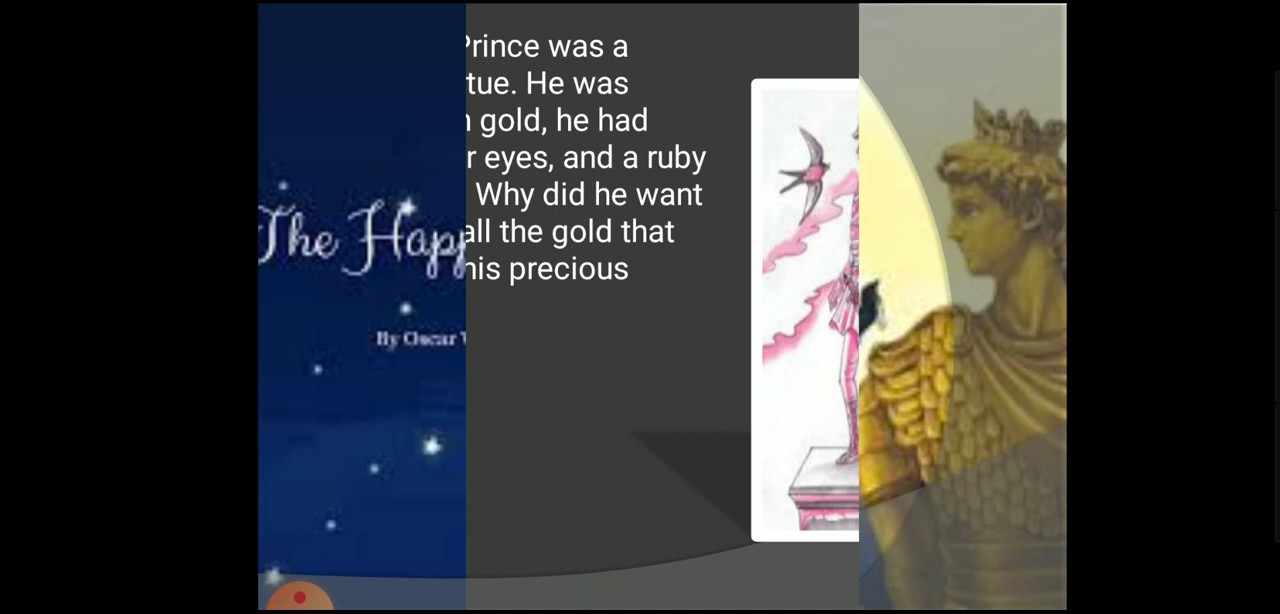 The Happ
By Oscar
Prince was a
tue. He was
gold, he had
r eyes, and a ruby
Why did he want
all the gold that
his precious